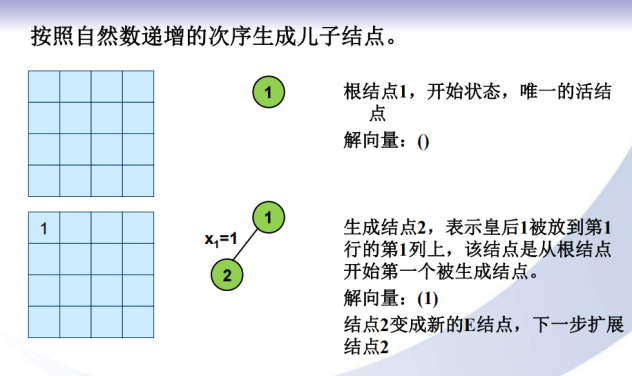 按照自然数递增的次序生成儿子结点。
1
根结点1，开始状态，唯一的活结
点
解向量：()
1
1
x₁=1
2
生成结点2，表示皇后1被放到第1
行的第1列上，该结点是从根结点
开始第一个被生成结点。
解向量：(1)
结点2变成新的E结点，下一步扩展
结点2